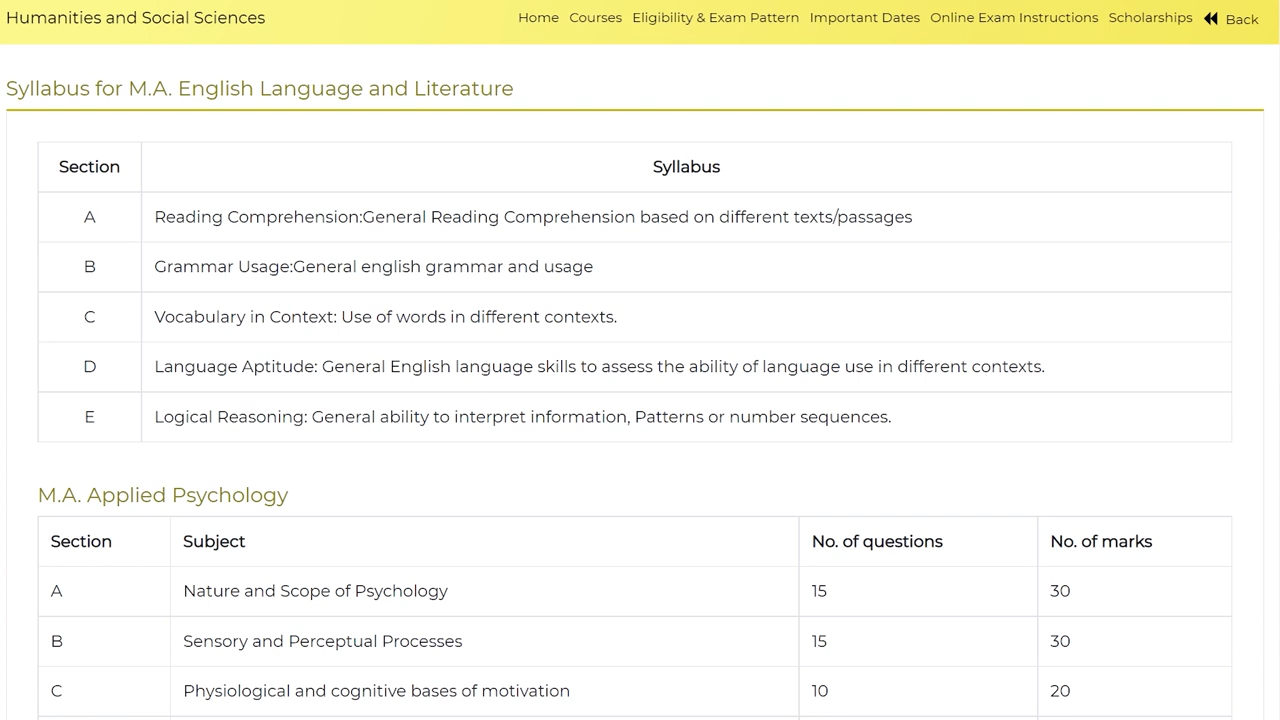 Humanities and Social Sciences
Home Courses Eligibility & Exam Pattern Important Dates Online Exam Instructions Scholarships Back
Syllabus for M.A. English Language and Literature
Section Syllabus
A Reading Comprehension:General Reading Comprehension based on different texts/passages
B Grammar Usage:General english grammar and usage
C Vocabulary in Context: Use of words in different contexts.
D Language Aptitude: General English language skills to assess the ability of language use in different contexts.
E Logical Reasoning: General ability to interpret information, Patterns or number sequences.
M.A. Applied Psychology
Section Subject No. of questions No. of marks
A Nature and Scope of Psychology 15 30
B Sensory and Perceptual Processes 15 30
C Physiological and cognitive bases of motivation 10 20